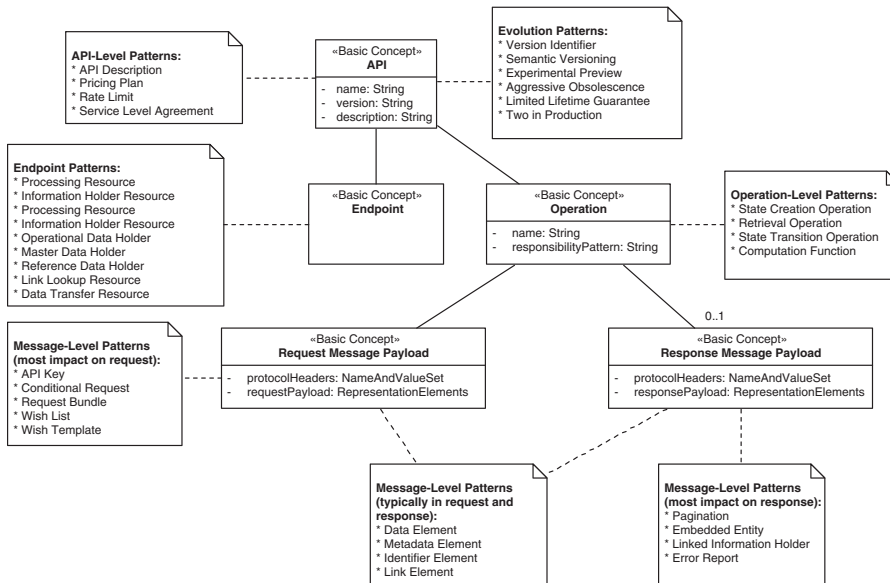 API-Level Patterns:
* API Description
* Pricing Plan
* Rate Limit
* Service Level Agreement
«Basic Concept»
API
- name: String
- version: String
- description: String
Evolution Patterns:
* Version Identifier
* Semantic Versioning
* Experimental Preview
* Aggressive Obsolescence
* Limited Lifetime Guarantee
* Two in Production
Endpoint Patterns:
* Processing Resource
* Information Holder Resource
* Processing Resource
* Information Holder Resource
* Operational Data Holder
* Master Data Holder
* Reference Data Holder
* Link Lookup Resource
* Data Transfer Resource
«Basic Concept»
Endpoint
«Basic Concept»
Operation
- name: String
- responsibilityPattern: String
Operation-Level Patterns:
* State Creation Operation
* Retrieval Operation
* State Transition Operation
* Computation Function
0..1
Message-Level Patterns
(most impact on request):
* API Key
* Conditional Request
* Request Bundle
* Wish List
* Wish Template
«Basic Concept»
Request Message Payload
- protocolHeaders: NameAndValueSet
- requestPayload: RepresentationElements
«Basic Concept»
Response Message Payload
- protocolHeaders: NameAndValueSet
- responsePayload: RepresentationElements
Message-Level Patterns
(typically in request and
response):
* Data Element
* Metadata Element
* Identifier Element
* Link Element
Message-Level Patterns
(most impact on response):
* Pagination
* Embedded Entity
* Linked Information Holder
* Error Report